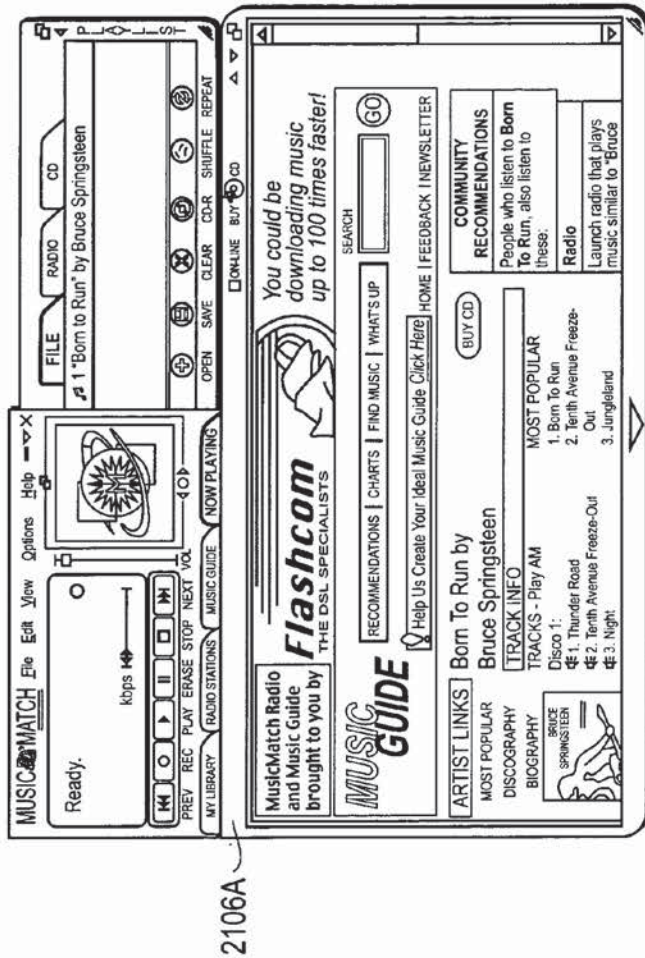 MUSICMATCH File Edit View Options Help
Ready.
kbps
PREV REC PLAY ERASE STOP NEXT VOL
MY LIBRARY RADIO STATIONS MUSIC GUIDE NOW PLAYING
FILE RADIO CD
1 "Born to Run" by Bruce Springsteen
PLAYLIST
OPEN SAVE CLEAR CD-R SHUFFLE REPEAT
2106A
ON-LINE BUY CD
MusicMatch Radio
and Music Guide
brought to you by
Flashcom
THE DSL SPECIALISTS
You could be
downloading music
up to 100 times faster!
MUSIC
GUIDE
SEARCH
GO
RECOMMENDATIONS | CHARTS | FIND MUSIC | WHAT'S UP
Help Us Create Your Ideal Music Guide Click Here
HOME | FEEDBACK | NEWSLETTER
ARTIST LINKS
MOST POPULAR
DISCOGRAPHY
BIOGRAPHY
BRUCE
SPRINGSTEEN
Born To Run by
Bruce Springsteen
BUY CD
TRACK INFO
TRACKS - Play AM
Disco 1:
1. Thunder Road
2. Tenth Avenue Freeze-Out
3. Night
MOST POPULAR
1. Born To Run
2. Tenth Avenue Freeze-
Out
3. Jungleland
COMMUNITY
RECOMMENDATIONS
People who listen to Born
To Run, also listen to
these:
Radio
Launch radio that plays
music similar to "Bruce